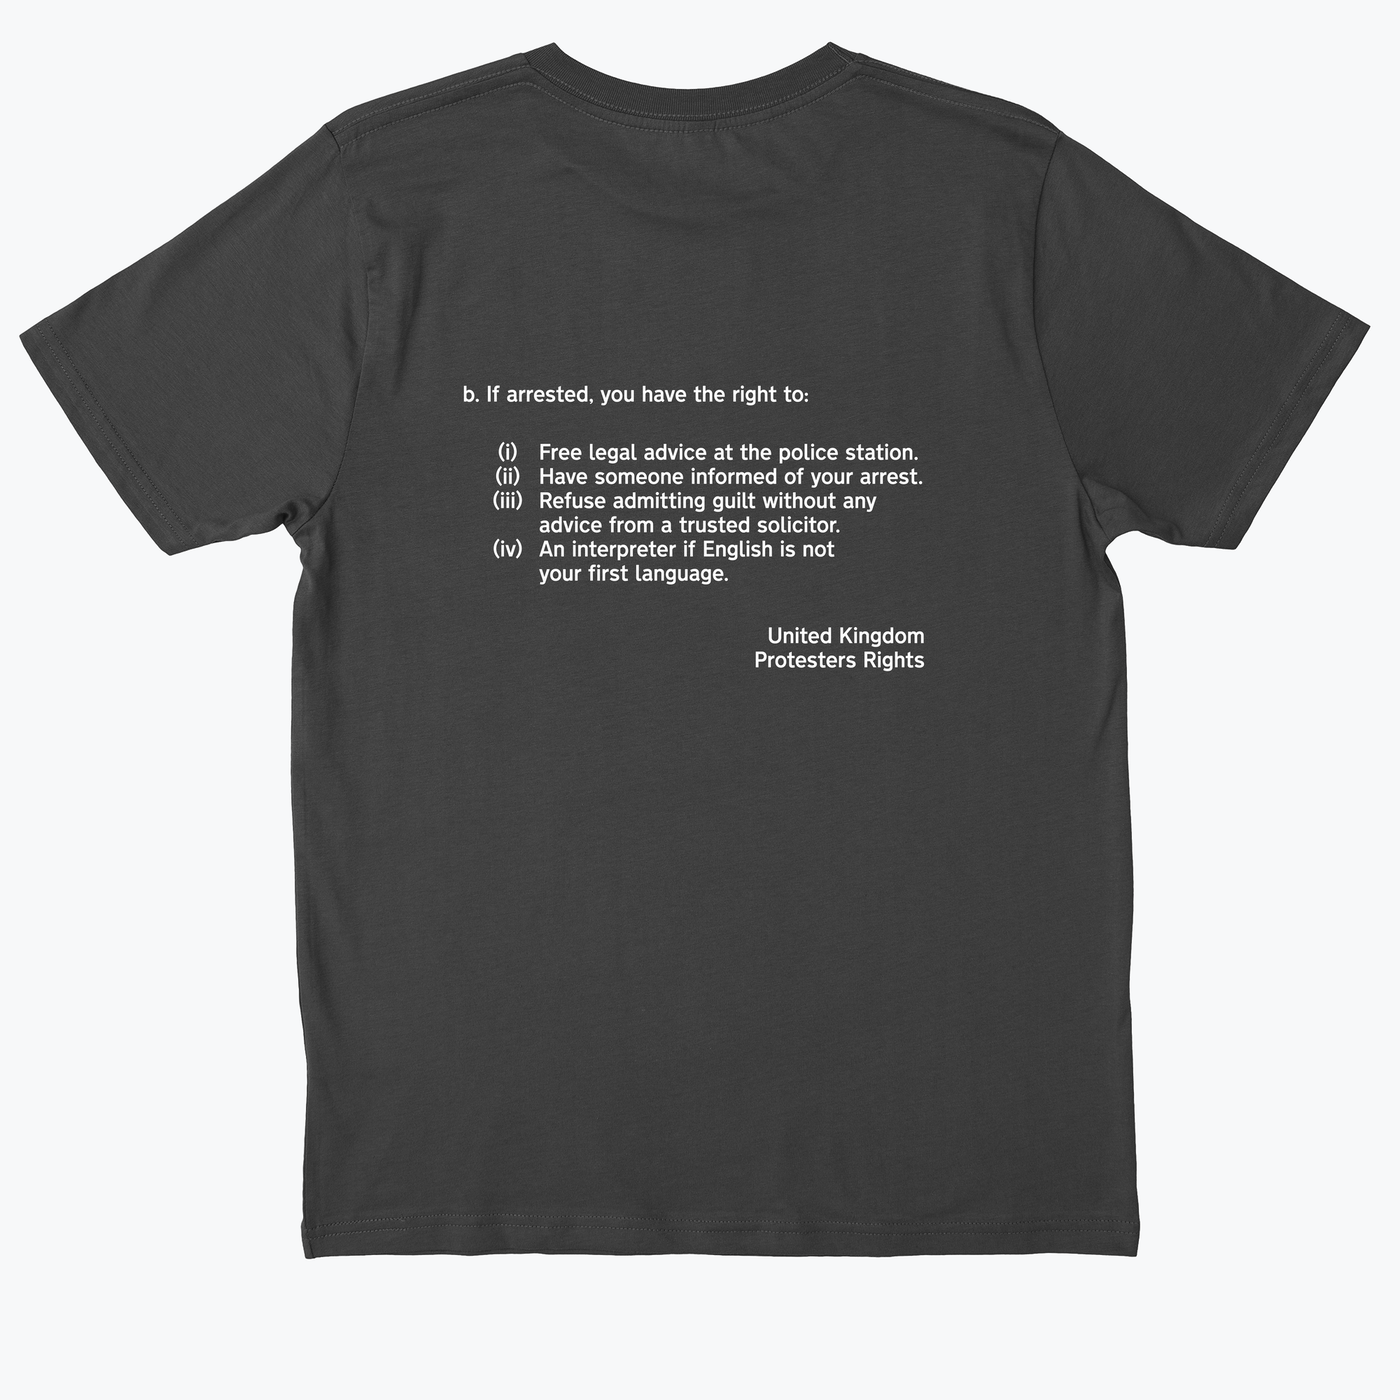 b. If arrested, you have the right to:
(i) Free legal advice at the police station.
(ii) Have someone informed of your arrest.
(iii) Refuse admitting guilt without any
advice from a trusted solicitor.
(iv) An interpreter if English is not
your first language.
United Kingdom
Protesters Rights